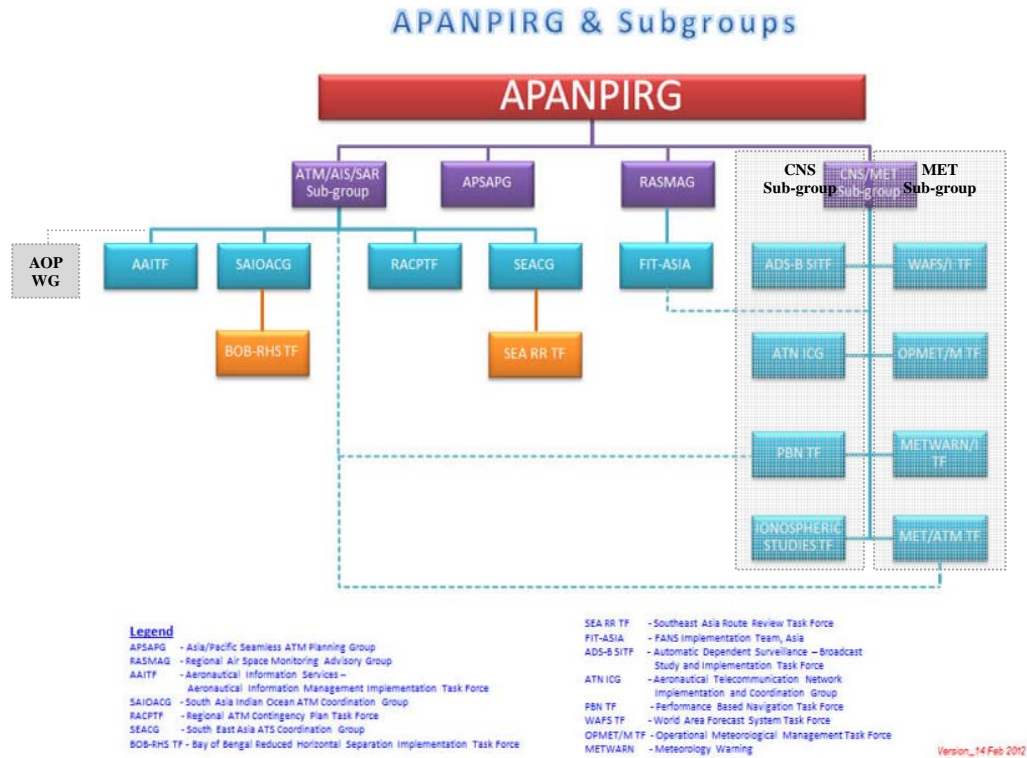 APANPIRG & Subgroups
APANPIRG
ATM/AIS/SAR
Sub-group
APSAPG
RASMAG
CNS
Sub-group
CNS/MET
Sub-group
MET
Sub-group
AOP
WG
AAITF
SAIOACG
RACPTF
SEACG
FIT-ASIA
ADS-B SITF
WAFS/I TF
BOB-RHS TF
SEA RR TF
ATN ICG
OPMET/M TF
PBN TF
METWARN/I
TF
IONOSPHERIC
STUDIES TF
MET/ATM TF
Legend
APSAPG - Asia/Pacific Seamless ATM Planning Group
RASMAG - Regional Air Space Monitoring Advisory Group
AAITF - Aeronautical Information Services –
Aeronautical Information Management Implementation Task Force
SAIOACG - South Asia Indian Ocean ATM Coordination Group
RACPTF - Regional ATM Contingency Plan Task Force
SEACG - South East Asia ATS Coordination Group
BOB-RHS TF - Bay of Bengal Reduced Horizontal Separation Implementation Task Force
SEA RR TF - Southeast Asia Route Review Task Force
FIT-ASIA - FANS Implementation Team, Asia
ADS-B SITF - Automatic Dependent Surveillance – Broadcast
Study and Implementation Task Force
ATN ICG - Aeronautical Telecommunication Network
Implementation and Coordination Group
PBN TF - Performance Based Navigation Task Force
WAFS TF - World Area Forecast System Task Force
OPMET/M TF - Operational Meteorological Management Task Force
METWARN - Meteorology Warning
Version_14 Feb 2012